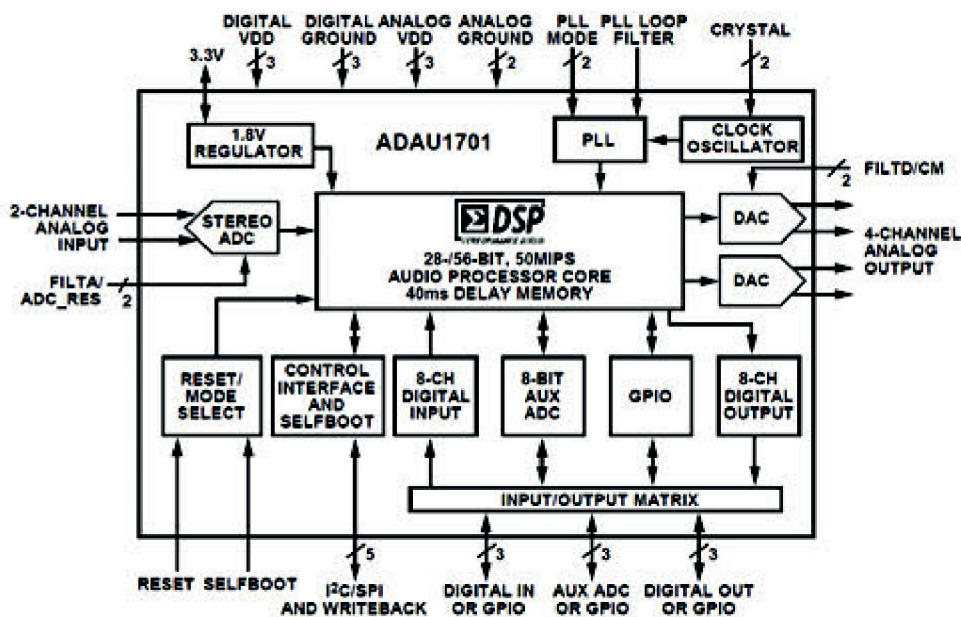 DIGITAL VDD
DIGITAL GROUND
ANALOG VDD
ANALOG GROUND
PLL MODE
PLL LOOP FILTER
CRYSTAL
3.3V
3
3
3
2
2
2
1.8V
REGULATOR
ADAU1701
PLL
CLOCK
OSCILLATOR
2-CHANNEL
ANALOG
INPUT
STEREO
ADC
FILTA/
ADC_RES
2
DSP
PERFORMANCE AUDIO
28-/56-BIT, 50MIPS
AUDIO PROCESSOR CORE
40ms DELAY MEMORY
FILTD/CM
2
DAC
DAC
4-CHANNEL
ANALOG
OUTPUT
RESET/
MODE
SELECT
CONTROL
INTERFACE
AND
SELFBOOT
8-CH
DIGITAL
INPUT
8-BIT
AUX
ADC
GPIO
8-CH
DIGITAL
OUTPUT
INPUT/OUTPUT MATRIX
RESET
SELFBOOT
5
I²C/SPI
AND WRITEBACK
3
DIGITAL IN
OR GPIO
3
AUX ADC
OR GPIO
3
DIGITAL OUT
OR GPIO